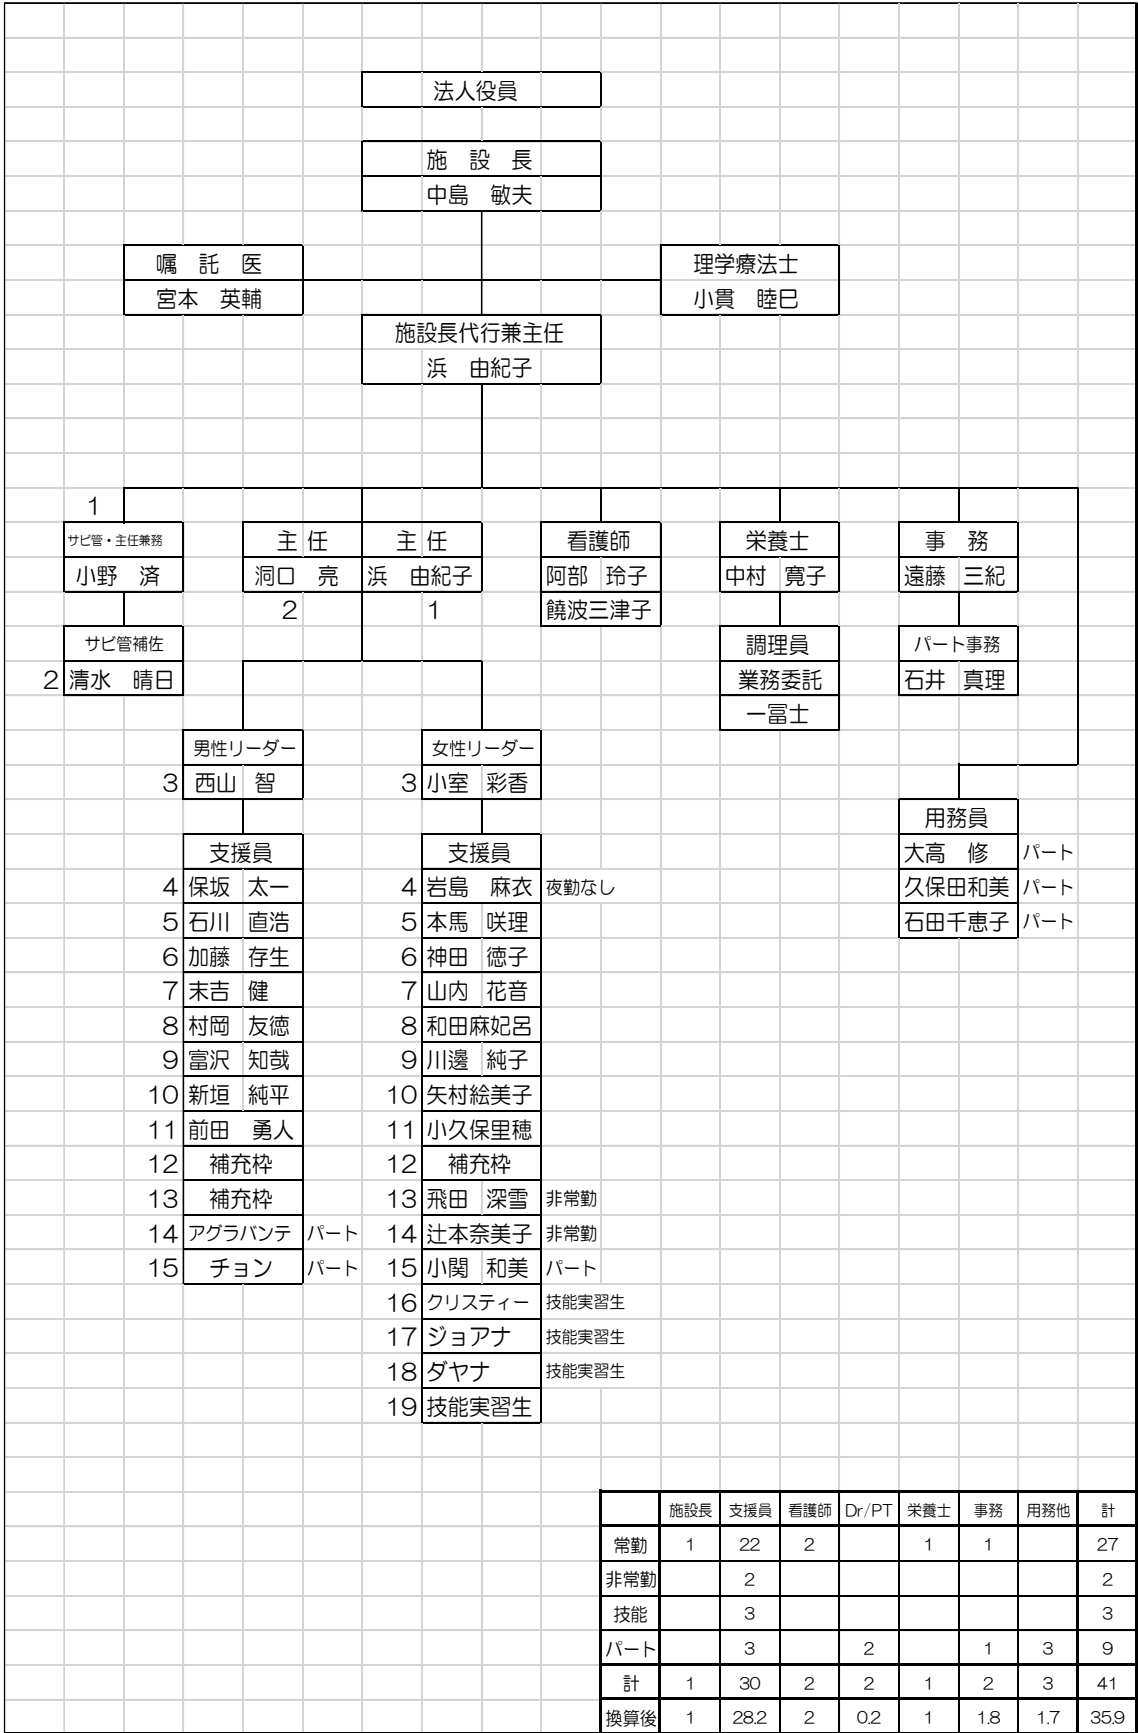 法人役員
施　設　長
中島　敏夫
嘱　託　医
理学療法士
宮本　英輔
小貫　睦巳
施設長代行兼主任
浜　由紀子
1
サビ管・主任兼務
主 任
主 任
看護師
栄養士
事　務
小野　済
洞口　亮
浜　由紀子
阿部　玲子
中村　寛子
遠藤　三紀
2
1
饒波三津子
サビ管補佐
調理員
パート事務
2 清水　晴日
業務委託
石井　真理
一冨士
男性リーダー
女性リーダー
3 西山　智
3 小室　彩香
用務員
支援員
支援員
大高　修 パート
4 保坂　太一
4 岩島　麻衣 夜勤なし
久保田和美 パート
5 石川　直浩
5 本馬　咲理
石田千恵子 パート
6 加藤　存生
6 神田　徳子
7 末吉　健
7 山内　花音
8 村岡　友徳
8 和田麻妃呂
9 富沢　知哉
9 川邊　純子
10 新垣　純平
10 矢村絵美子
11 前田　勇人
11 小久保里穂
12 補充枠
12 補充枠
13 補充枠
13 飛田　深雪 非常勤
14 アグラバンテ パート
14 辻本奈美子 非常勤
15 チョン パート
15 小関　和美 パート
16 クリスティー 技能実習生
17 ジョアナ 技能実習生
18 ダヤナ 技能実習生
19 技能実習生
施設長 支援員 看護師 Dr/PT 栄養士 事務 用務他 計
常勤 1 22 2 1 1 27
非常勤 2 2
技能 3 3
パート 3 2 1 3 9
計 1 30 2 2 1 2 3 41
換算後 1 28.2 2 0.2 1 1.8 1.7 35.9